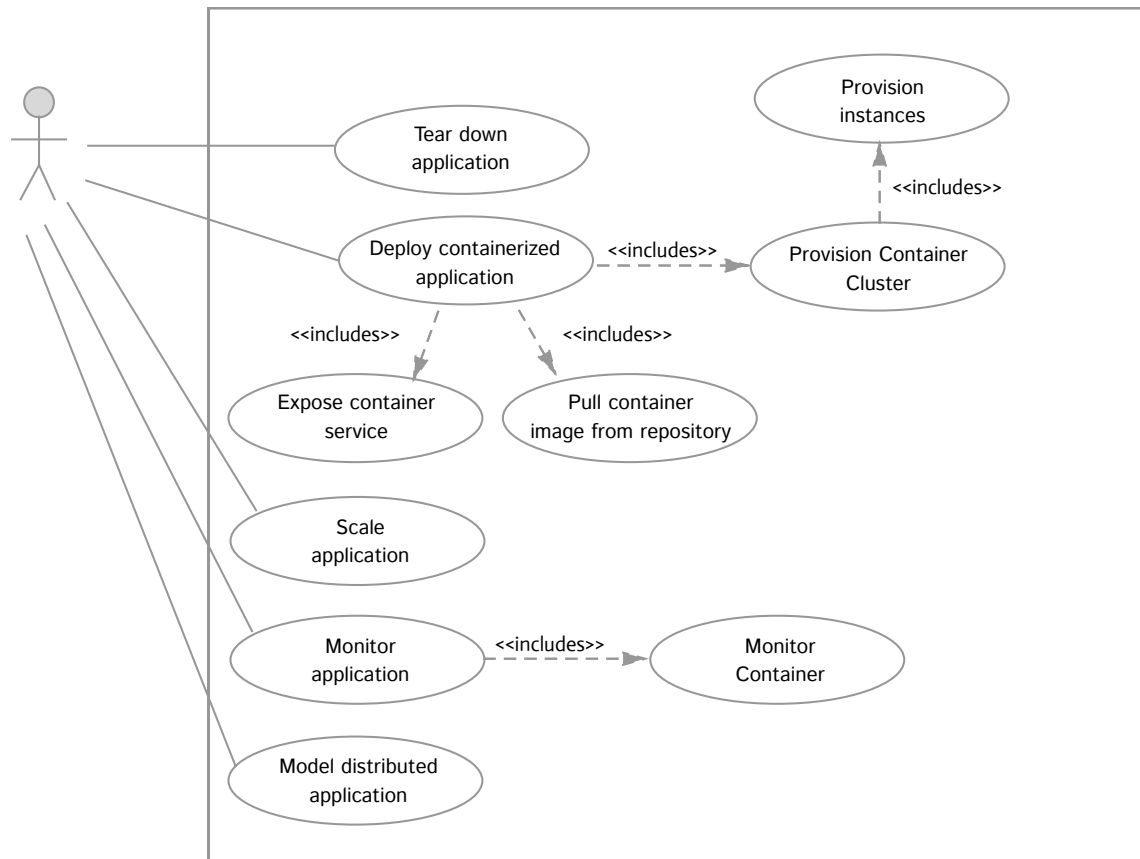 Provision
instances
Tear down
application
<<includes>>
Deploy containerized
application
<<includes>>
Provision Container
Cluster
<<includes>>
<<includes>>
Expose container
service
Pull container
image from repository
Scale
application
Monitor
application
<<includes>>
Monitor
Container
Model distributed
application